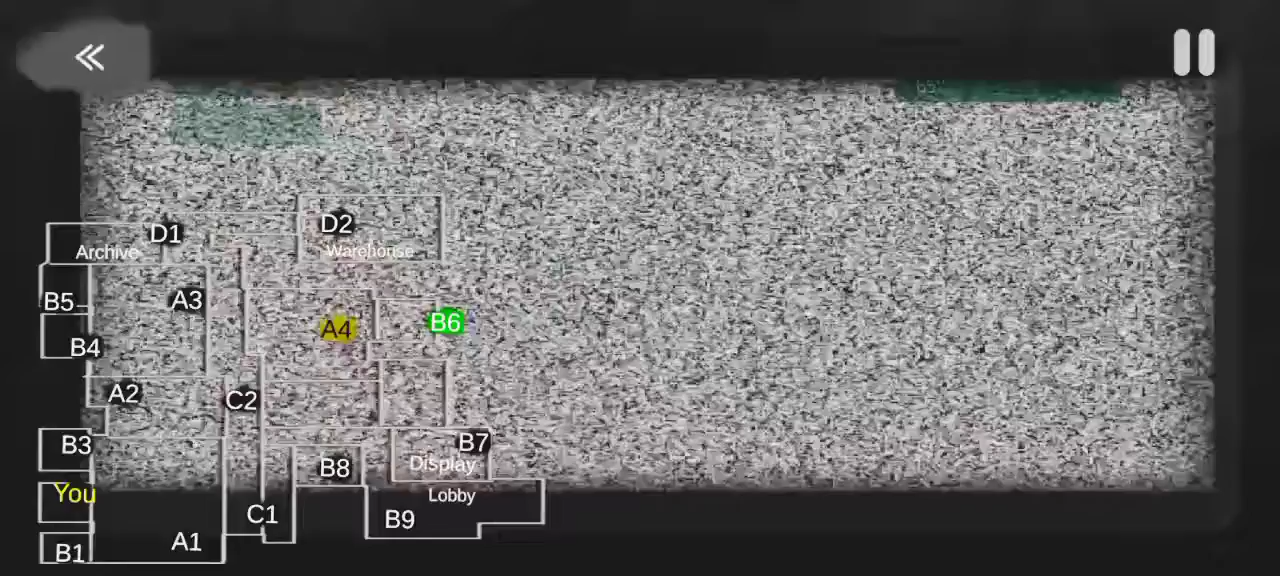 «
65°
D1
D2
Archive
Warehouse
B5
A3
A4
B6
B4
A2
C2
B3
B8
B7
Display
You
Lobby
C1
B9
B1
A1